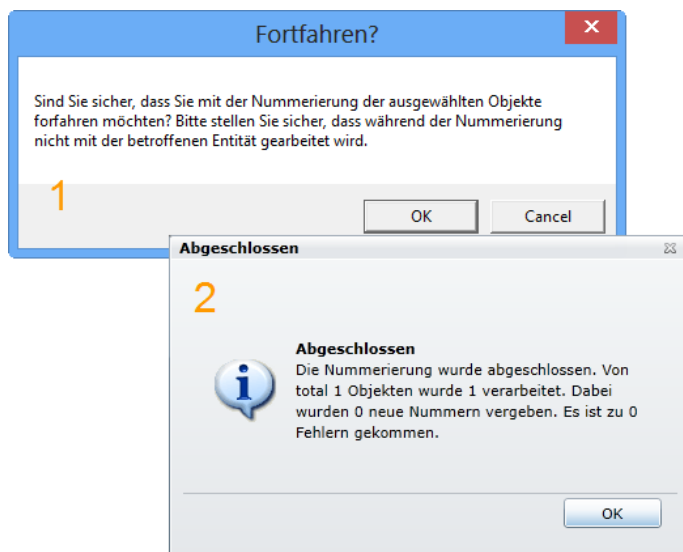 Fortfahren?
Sind Sie sicher, dass Sie mit der Nummerierung der ausgewählten Objekte
forfahren möchten? Bitte stellen Sie sicher, dass während der Nummerierung
nicht mit der betroffenen Entität gearbeitet wird.
1
OK Cancel
Abgeschlossen
2
Abgeschlossen
Die Nummerierung wurde abgeschlossen. Von
total 1 Objekten wurde 1 verarbeitet. Dabei
wurden 0 neue Nummern vergeben. Es ist zu 0
Fehlern gekommen.
OK